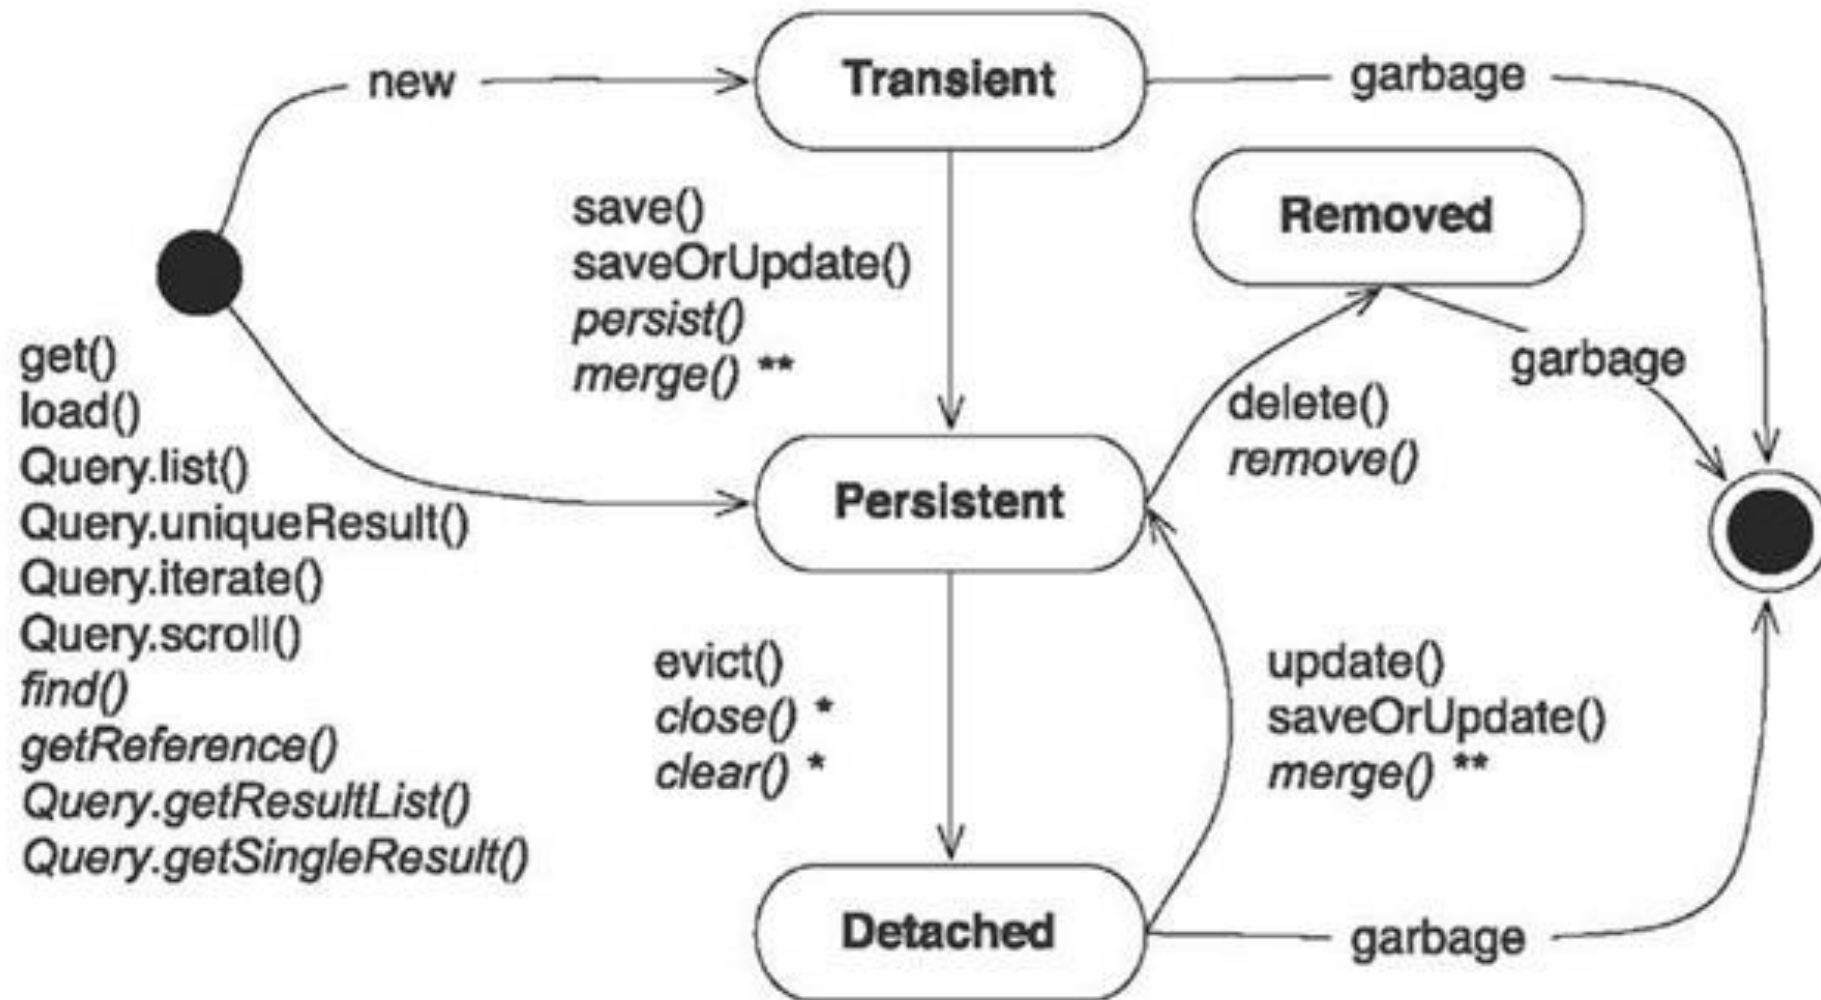 new
Transient
garbage
Removed
save()
saveOrUpdate()
persist()
merge() **
garbage
get()
load()
Query.list()
Query.uniqueResult()
Query.iterate()
Query.scroll()
find()
getReference()
Query.getResultList()
Query.getSingleResult()
delete()
remove()
Persistent
evict()
close() *
clear() *
update()
saveOrUpdate()
merge() **
Detached
garbage